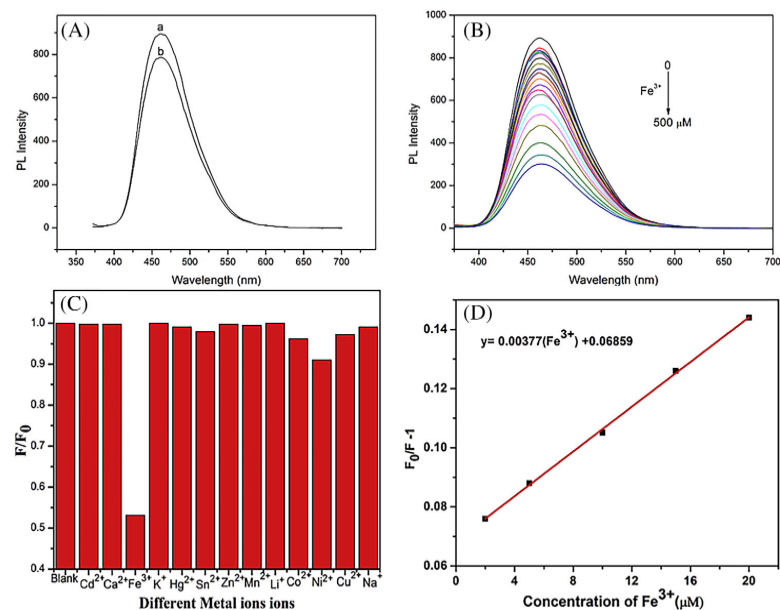 (A)
a
b
PL Intensity
800
600
400
200
0
350 400 450 500 550 600 650 700
Wavelength (nm)
(B)
0
Fe³⁺
500 μM
PL Intensity
1000
900
800
700
600
500
400
300
200
100
0
400 450 500 550 600 650 700
Wavelength (nm)
(C)
F/F₀
1.0
0.9
0.8
0.7
0.6
0.5
0.4
Blank Cd²⁺ Ca²⁺ Fe³⁺ K⁺ Hg²⁺ Sn²⁺ Zn²⁺ Mn²⁺ Li⁺ Co²⁺ Ni²⁺ Cu²⁺ Na⁺
Different Metal ions ions
(D)
y= 0.00377(Fe³⁺) +0.06859
F₀/F -1
0.14
0.12
0.10
0.08
0.06
0 4 8 12 16 20
Concentration of Fe³⁺(μM)